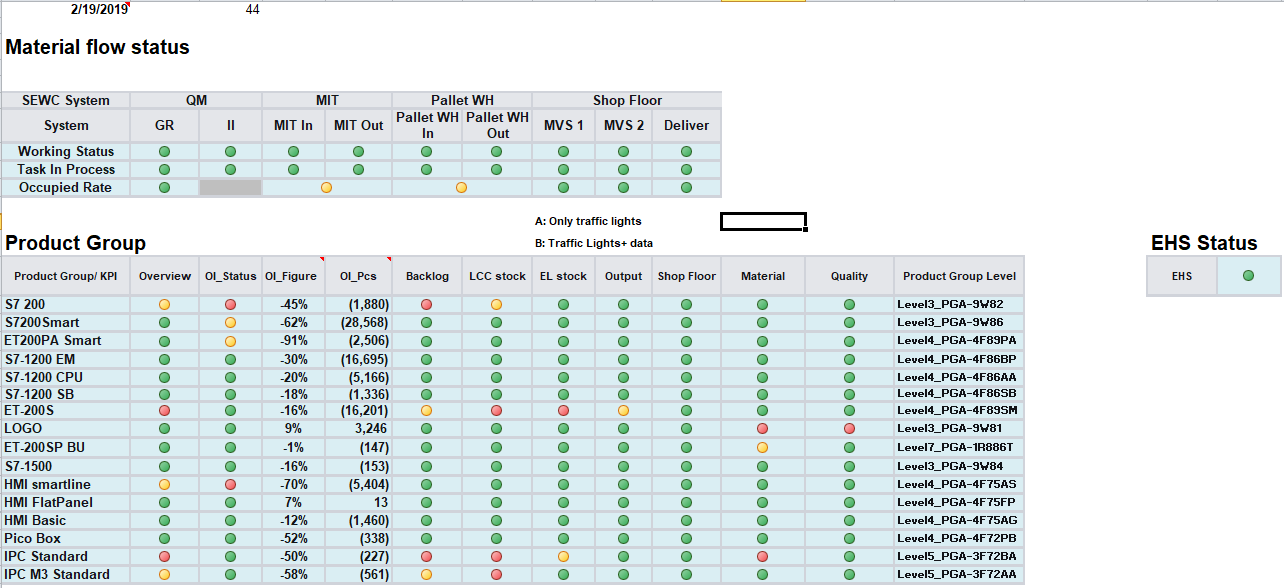 2/19/2019 44
Material flow status
SEWC System QM MIT Pallet WH Shop Floor
System GR II MIT In MIT Out Pallet WH In Pallet WH Out MVS 1 MVS 2 Deliver
Working Status
Task In Process
Occupied Rate
A: Only traffic lights
Product Group B: Traffic Lights+ data EHS Status
Product Group/ KPI Overview OI_Status OI_Figure OI_Pcs Backlog LCC stock EL stock Output Shop Floor Material Quality Product Group Level EHS
S7 200 -45% (1,880) Level3_PGA-9W82
S7200Smart -62% (28,568) Level3_PGA-9W86
ET200PA Smart -91% (2,506) Level4_PGA-4F89PA
S7-1200 EM -30% (16,695) Level4_PGA-4F86BP
S7-1200 CPU -20% (5,166) Level4_PGA-4F86AA
S7-1200 SB -18% (1,336) Level4_PGA-4F86SB
ET-200S -16% (16,201) Level4_PGA-4F89SM
LOGO 9% 3,246 Level3_PGA-9W81
ET-200SP BU -1% (147) Level7_PGA-1R886T
S7-1500 -16% (153) Level3_PGA-9W84
HMI smartline -70% (5,404) Level4_PGA-4F75AS
HMI FlatPanel 7% 13 Level4_PGA-4F75FP
HMI Basic -12% (1,460) Level4_PGA-4F75AG
Pico Box -52% (338) Level4_PGA-4F72PB
IPC Standard -50% (227) Level5_PGA-3F72BA
IPC M3 Standard -58% (561) Level5_PGA-3F72AA